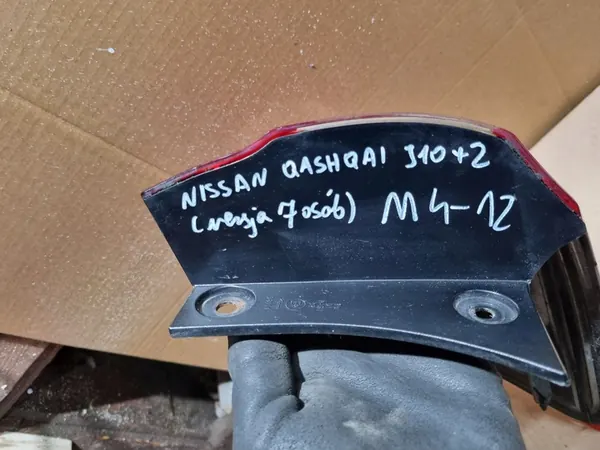 NISSAN QASHQAI J10+2
(wersja 7 osób) M4-12